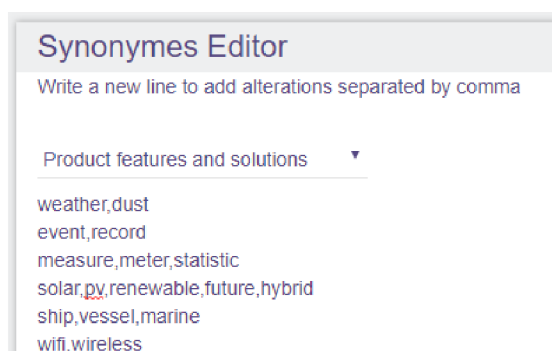 Synonymes Editor
Write a new line to add alterations separated by comma
Product features and solutions
weather,dust
event,record
measure,meter,statistic
solar,pv,renewable,future,hybrid
ship,vessel,marine
wifi,wireless